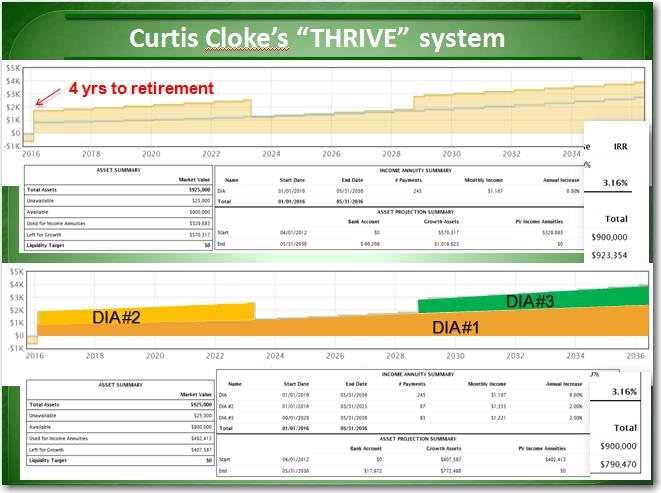 Curtis Cloke's "THRIVE" system
$5K
$4K
$3K
$2K
$1K
$0
-$1K
4 yrs to retirement
2016 2018 2020 2022 2024 2026 2028 2030 2032 2034
se IRR
%
3.16%
Total
$900,000
$923,354
ASSET SUMMARY
Market Value
Total Assets $925,000
Unavailable $25,000
Available $900,000
Used for Income Annuities $329,683
Left for Growth $570,317
Liquidity Target $0
INCOME ANNUITY SUMMARY
Name Start Date End Date # Payments Monthly Income Annual Increase
DIA 01/01/2016 05/31/2036 245 $1,167 6.00%
Total 01/01/2016 05/31/2036
ASSET PROJECTION SUMMARY
Bank Account Growth Assets PV Income Annuities
Start 04/01/2012 $0 $570,317 $329,683
End 05/31/2036 $-96,269 $1,019,623 $0
$5K
$4K
$3K
$2K
$1K
$0
-$1K
DIA#2
DIA#3
DIA#1
2016 2018 2020 2022 2024 2026 2028 2030 2032 2034 2036
ASSET SUMMARY
Market Value
Total Assets $925,000
Unavailable $25,000
Available $900,000
Used for Income Annuities $492,413
Left for Growth $407,587
Liquidity Target $0
INCOME ANNUITY SUMMARY
Name Start Date End Date # Payments Monthly Income Annual Increase
DIA 01/01/2016 05/31/2036 245 $1,167 6.00%
DIA #2 01/01/2016 03/31/2023 87 $1,333 2.00%
DIA #3 09/01/2028 05/31/2036 93 $1,221 2.00%
Total 01/01/2016 05/31/2036
ASSET PROJECTION SUMMARY
Bank Account Growth Assets PV Income Annuities
Start 04/01/2012 $0 $407,587 $492,413
End 05/31/2036 $17,972 $772,498 $0
3.16%
Total
$900,000
$790,470